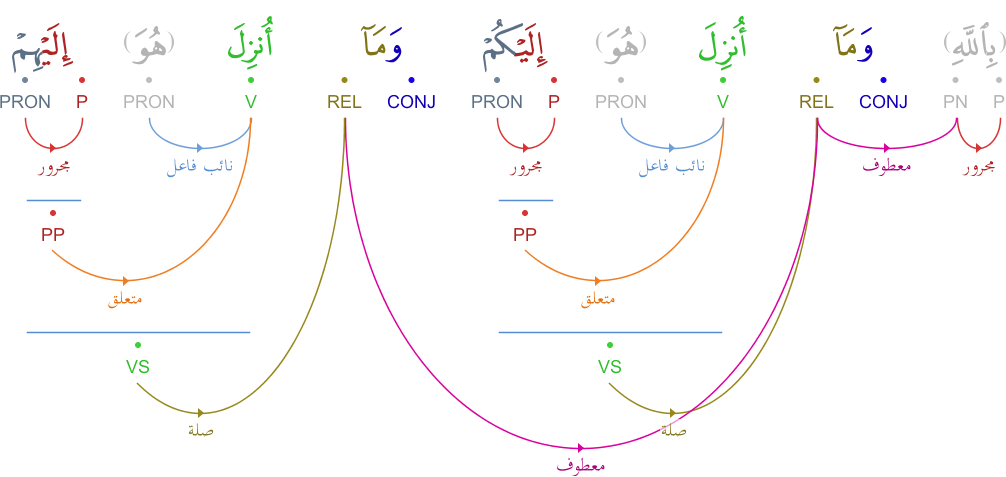 بِٱللَّهِ وَمَآ أُنزِلَ (هُوَ) إِلَيْكُمْ وَمَآ أُنزِلَ (هُوَ) إِلَيْهِمْ
PRON P PRON V REL CONJ PRON P PRON V REL CONJ PN P
مجرور معطوف نائب فاعل مجرور نائب فاعل مجرور
PP PP
متعلق متعلق
VS VS
صلة صلة
معطوف